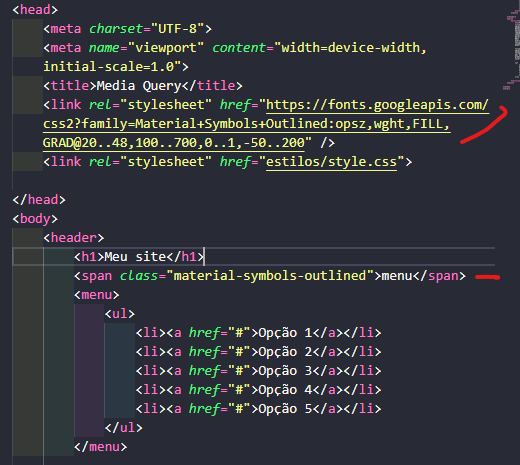 <head>
<meta charset="UTF-8">
<meta name="viewport" content="width=device-width,
initial-scale=1.0">
<title>Media Query</title>
<link rel="stylesheet" href="https://fonts.googleapis.com/
css2?family=Material+Symbols+Outlined:opsz,wght,FILL,
GRAD@20..48,100..700,0..1,-50..200" />
<link rel="stylesheet" href="estilos/style.css">
</head>
<body>
<header>
<h1>Meu site</h1>
<span class="material-symbols-outlined">menu</span>
<menu>
<ul>
<li><a href="#">Opção 1</a></li>
<li><a href="#">Opção 2</a></li>
<li><a href="#">Opção 3</a></li>
<li><a href="#">Opção 4</a></li>
<li><a href="#">Opção 5</a></li>
</ul>
</menu>